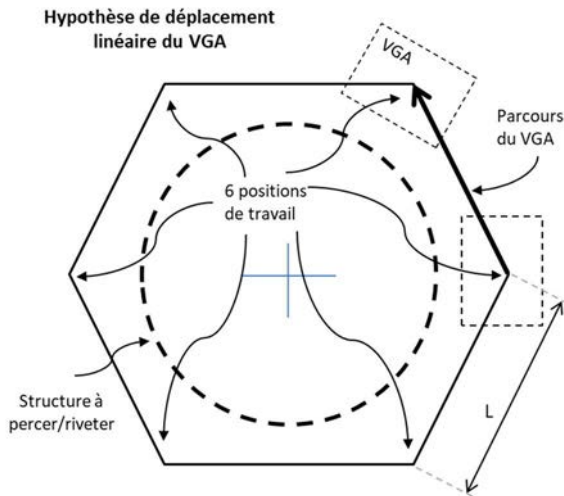 Hypothèse de déplacement
linéaire du VGA
VGA
Parcours
du VGA
6 positions
de travail
Structure à
percer/riveter
L